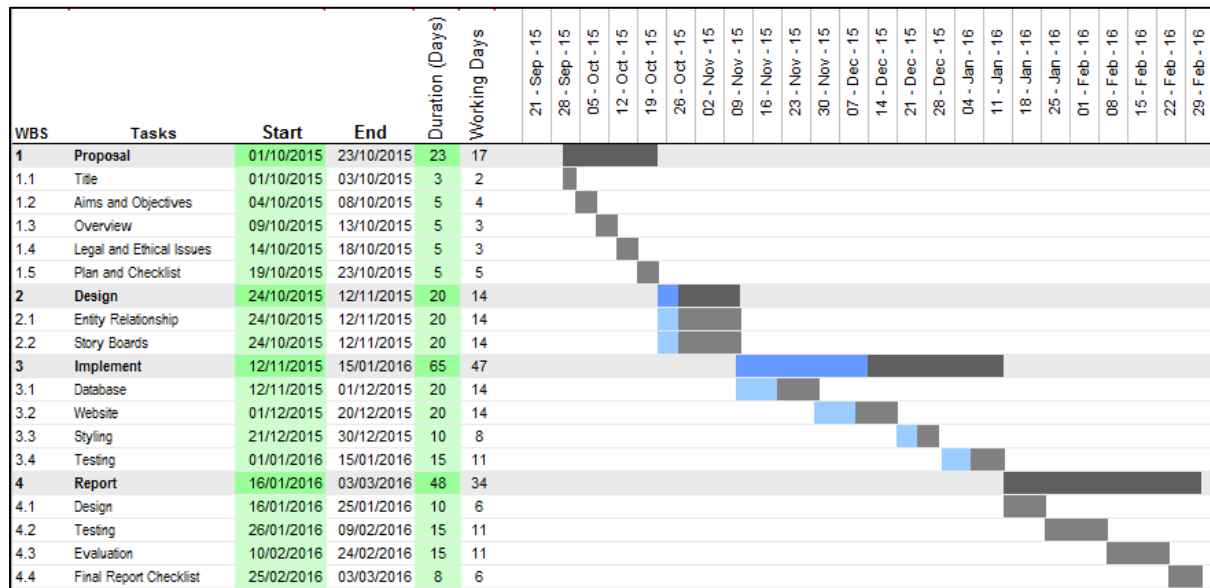 WBS Tasks Start End Duration (Days) Working Days 21 - Sep - 15 28 - Sep - 15 05 - Oct - 15 12 - Oct - 15 19 - Oct - 15 26 - Oct - 15 02 - Nov - 15 09 - Nov - 15 16 - Nov - 15 23 - Nov - 15 30 - Nov - 15 07 - Dec - 15 14 - Dec - 15 21 - Dec - 15 28 - Dec - 15 04 - Jan - 16 11 - Jan - 16 18 - Jan - 16 25 - Jan - 16 01 - Feb - 16 08 - Feb - 16 15 - Feb - 16 22 - Feb - 16 29 - Feb - 16
1 Proposal 01/10/2015 23/10/2015 23 17
1.1 Title 01/10/2015 03/10/2015 3 2
1.2 Aims and Objectives 04/10/2015 08/10/2015 5 4
1.3 Overview 09/10/2015 13/10/2015 5 3
1.4 Legal and Ethical Issues 14/10/2015 18/10/2015 5 3
1.5 Plan and Checklist 19/10/2015 23/10/2015 5 5
2 Design 24/10/2015 12/11/2015 20 14
2.1 Entity Relationship 24/10/2015 12/11/2015 20 14
2.2 Story Boards 24/10/2015 12/11/2015 20 14
3 Implement 12/11/2015 15/01/2016 65 47
3.1 Database 12/11/2015 01/12/2015 20 14
3.2 Website 01/12/2015 20/12/2015 20 14
3.3 Styling 21/12/2015 30/12/2015 10 8
3.4 Testing 01/01/2016 15/01/2016 15 11
4 Report 16/01/2016 03/03/2016 48 34
4.1 Design 16/01/2016 25/01/2016 10 6
4.2 Testing 26/01/2016 09/02/2016 15 11
4.3 Evaluation 10/02/2016 24/02/2016 15 11
4.4 Final Report Checklist 25/02/2016 03/03/2016 8 6